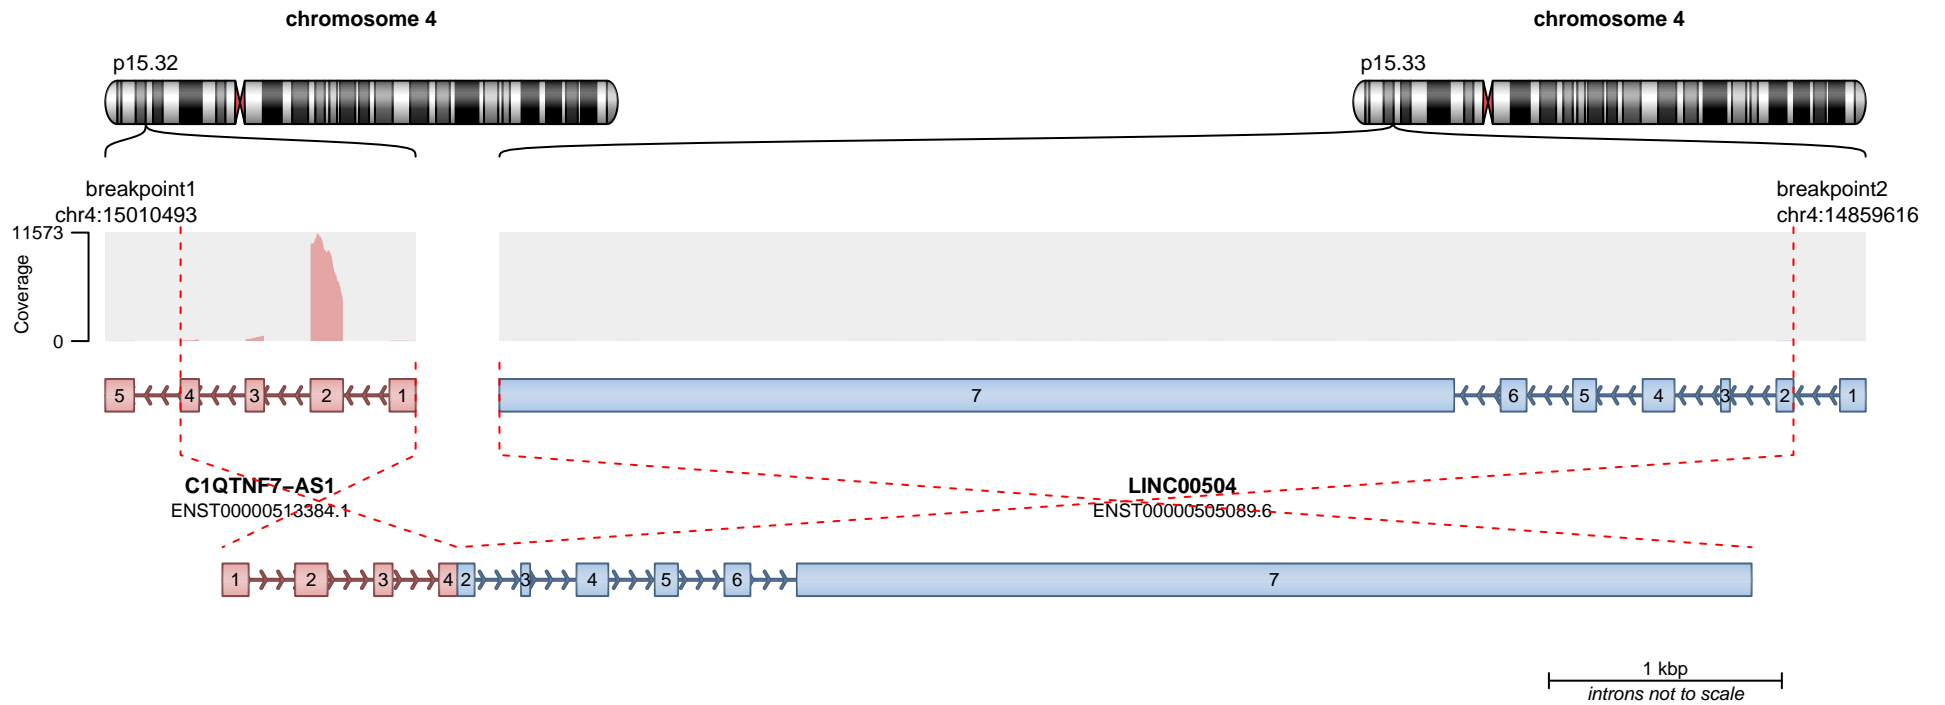 chromosome 4
chromosome 4
p15.32
p15.33
breakpoint1
chr4:15010493
breakpoint2
chr4:14859616
11573
Coverage
0
5 4 3 2 1
7 6 5 4 3 2 1
C1QTNF7–AS1
ENST00000513384.1
LINC00504
ENST00000505089.6
1 2 3 4 2 3 4 5 6 7
1 kbp
introns not to scale